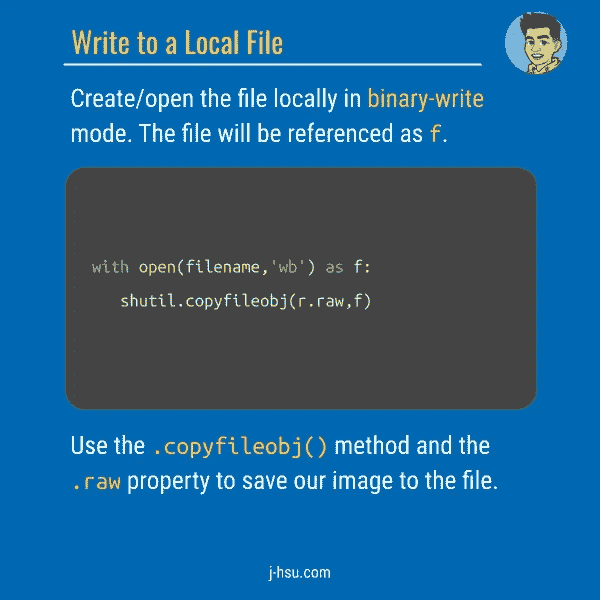 Write to a Local File
Create/open the file locally in binary-write
mode. The file will be referenced as f.
with open(filename,'wb') as f:
shutil.copyfileobj(r.raw,f)
Use the .copyfileobj() method and the
.raw property to save our image to the file.
j-hsu.com